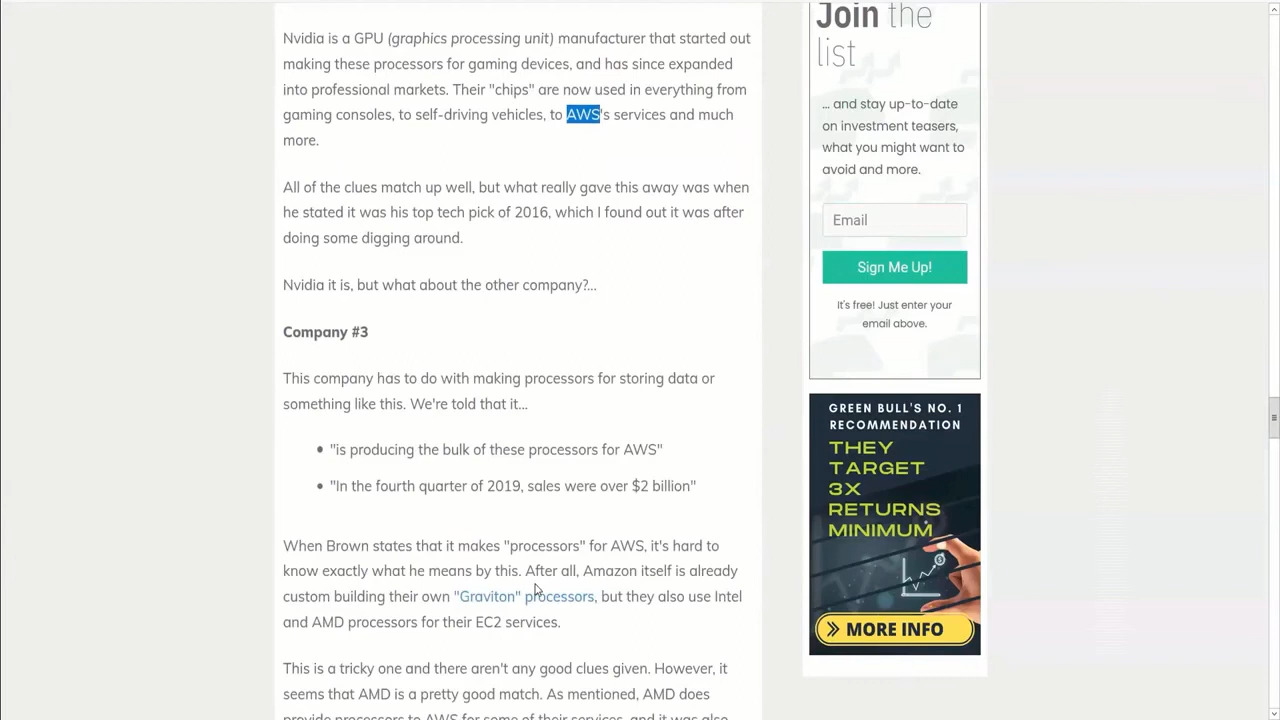 Nvidia is a GPU (graphics processing unit) manufacturer that started out
making these processors for gaming devices, and has since expanded
into professional markets. Their "chips" are now used in everything from
gaming consoles, to self-driving vehicles, to AWS's services and much
more.
All of the clues match up well, but what really gave this away was when
he stated it was his top tech pick of 2016, which I found out it was after
doing some digging around.
Nvidia it is, but what about the other company?...
Company #3
This company has to do with making processors for storing data or
something like this. We're told that it...
• "is producing the bulk of these processors for AWS"
• "In the fourth quarter of 2019, sales were over $2 billion"
When Brown states that it makes "processors" for AWS, it's hard to
know exactly what he means by this. After all, Amazon itself is already
custom building their own "Graviton" processors, but they also use Intel
and AMD processors for their EC2 services.
This is a tricky one and there aren't any good clues given. However, it
seems that AMD is a pretty good match. As mentioned, AMD does
provide processors to AWS for some of their services, and it was also
Join the
list
... and stay up-to-date
on investment teasers,
what you might want to
avoid and more.
Email
Sign Me Up!
It's free! Just enter your
email above.
GREEN BULL'S NO. 1
RECOMMENDATION
THEY
TARGET
3X
RETURNS
MINIMUM
MORE INFO